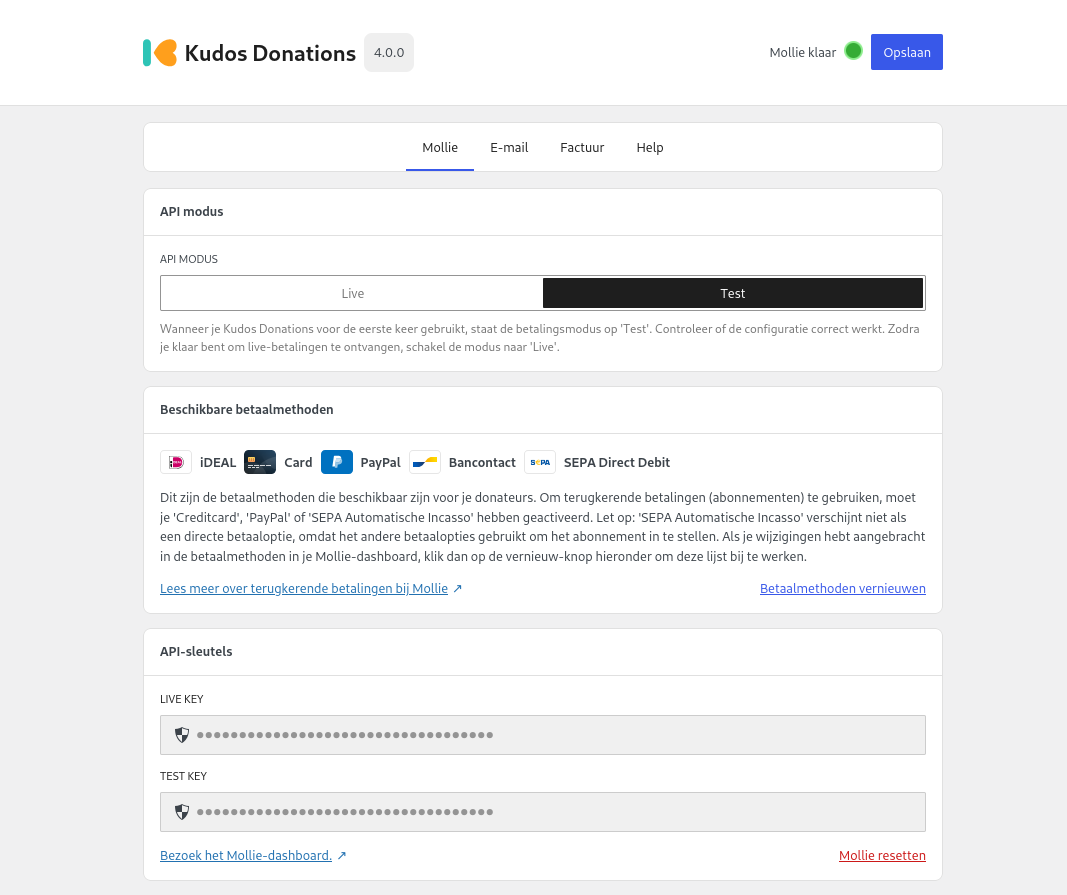 Kudos Donations
4.0.0
Mollie klaar
Opslaan
Mollie
E-mail
Factuur
Help
API modus
API MODUS
Live
Test
Wanneer je Kudos Donations voor de eerste keer gebruikt, staat de betalingsmodus op 'Test'. Controleer of de configuratie correct werkt. Zodra
je klaar bent om live-betalingen te ontvangen, schakel de modus naar 'Live'.
Beschikbare betaalmethoden
iDEAL
Card
PayPal
Bancontact
SEPA
SEPA Direct Debit
Dit zijn de betaalmethoden die beschikbaar zijn voor je donateurs. Om terugkerende betalingen (abonnementen) te gebruiken, moet
je 'Creditcard', 'PayPal' of 'SEPA Automatische Incasso' hebben geactiveerd. Let op: 'SEPA Automatische Incasso' verschijnt niet als
een directe betaaloptie, omdat het andere betaalopties gebruikt om het abonnement in te stellen. Als je wijzigingen hebt aangebracht
in de betaalmethoden in je Mollie-dashboard, klik dan op de vernieuw-knop hieronder om deze lijst bij te werken.
Lees meer over terugkerende betalingen bij Mollie ↗
Betaalmethoden vernieuwen
API-sleutels
LIVE KEY
●●●●●●●●●●●●●●●●●●●●●●●●●●●●●●●●●●●
TEST KEY
●●●●●●●●●●●●●●●●●●●●●●●●●●●●●●●●●●●
Bezoek het Mollie-dashboard. ↗
Mollie resetten